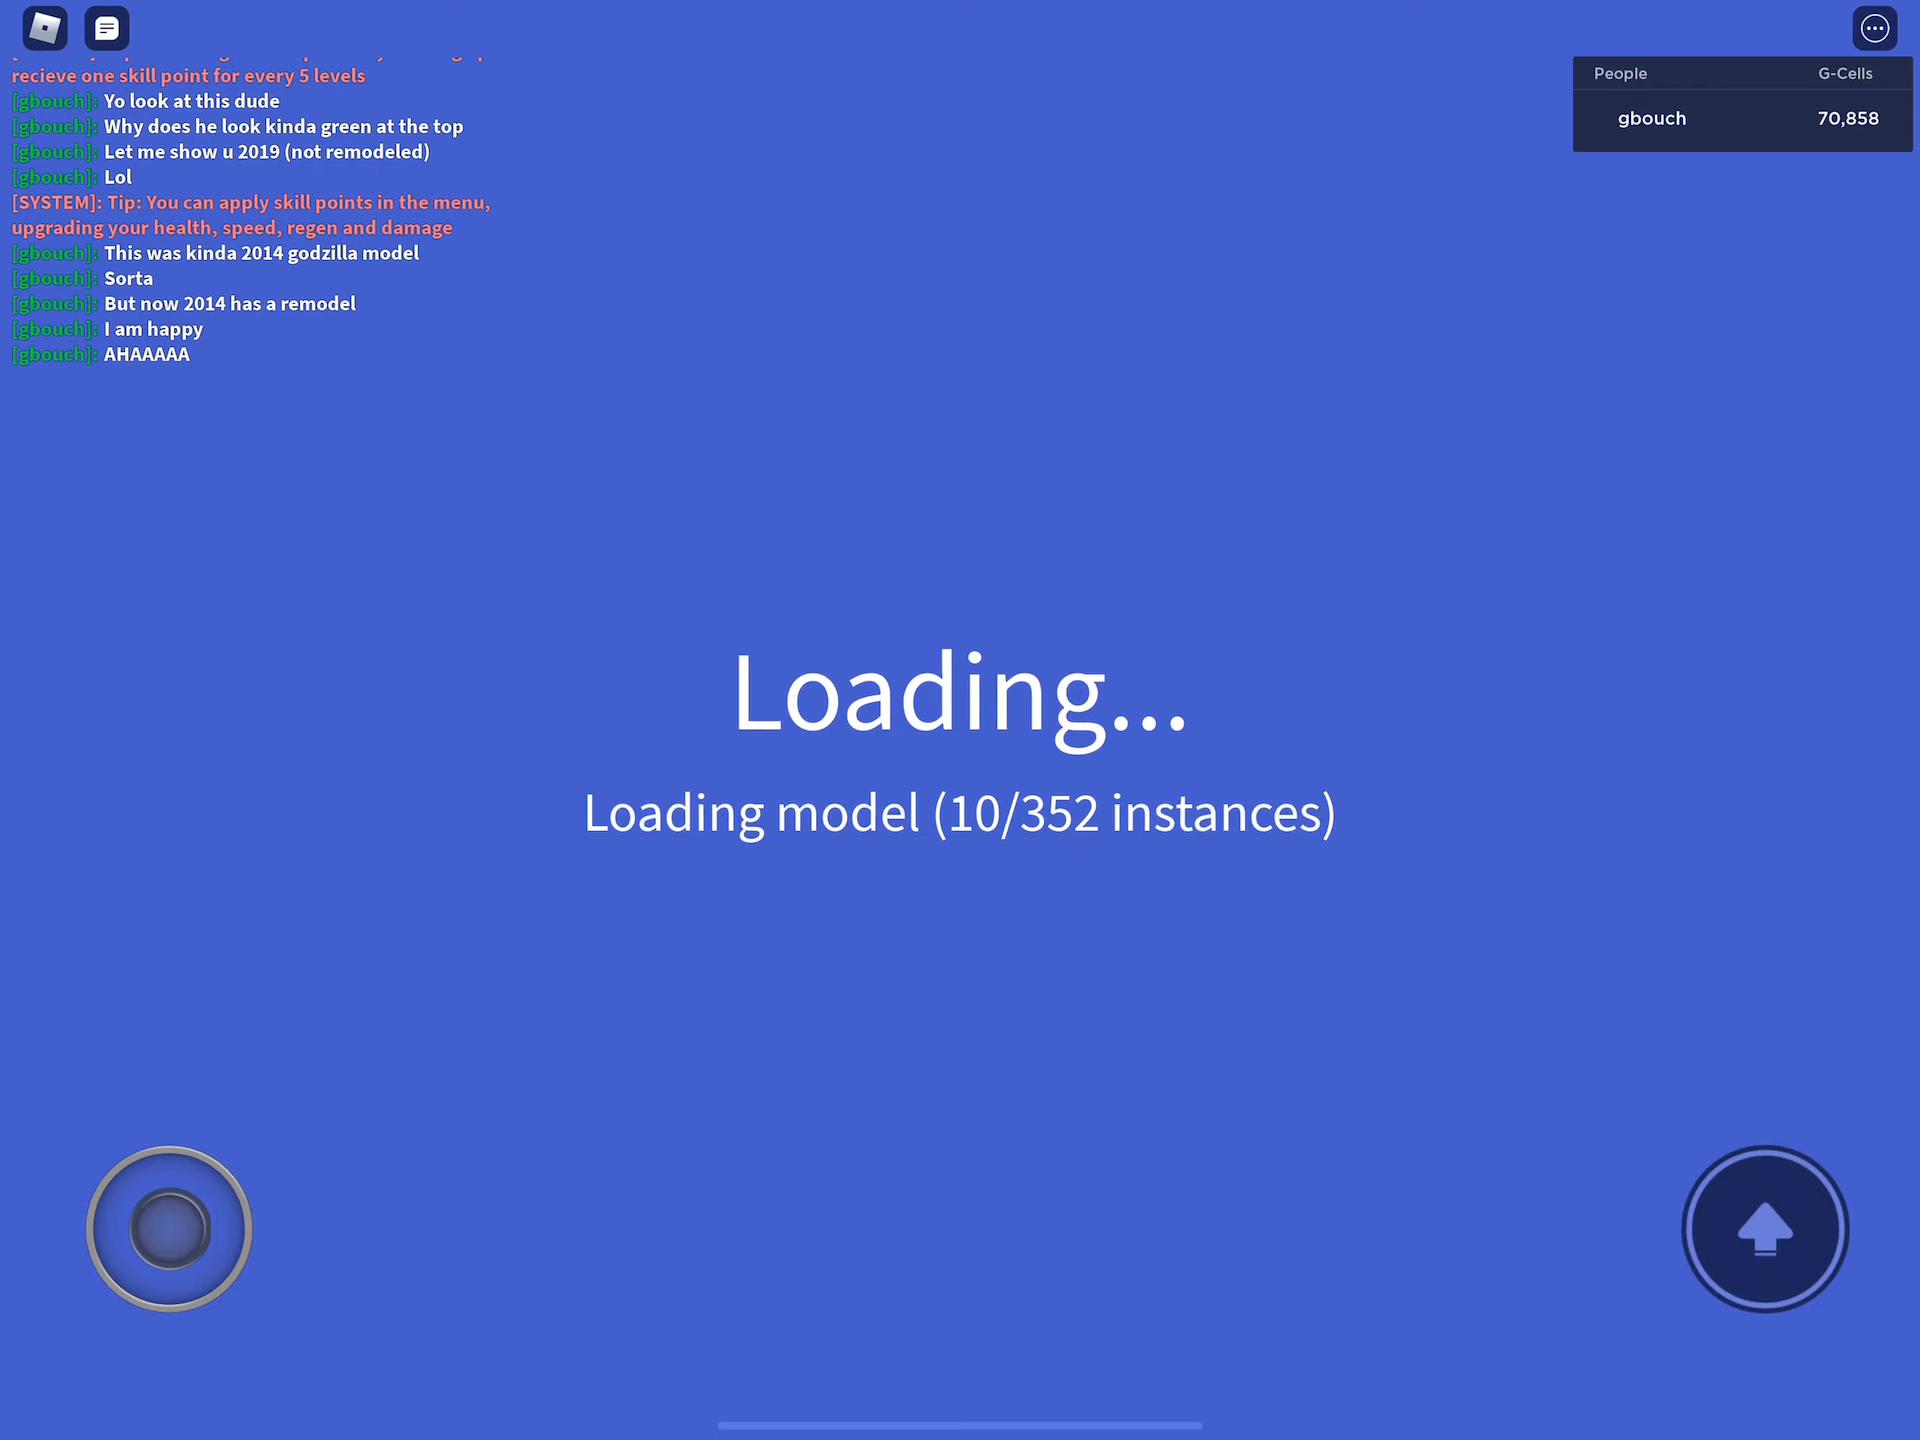 recieve one skill point for every 5 levels
[gbouch]: Yo look at this dude
[gbouch]: Why does he look kinda green at the top
[gbouch]: Let me show u 2019 (not remodeled)
[gbouch]: Lol
[SYSTEM]: Tip: You can apply skill points in the menu,
upgrading your health, speed, regen and damage
[gbouch]: This was kinda 2014 godzilla model
[gbouch]: Sorta
[gbouch]: But now 2014 has a remodel
[gbouch]: I am happy
[gbouch]: AHAAAAA
People G-Cells
gbouch 70,858
Loading...
Loading model (10/352 instances)